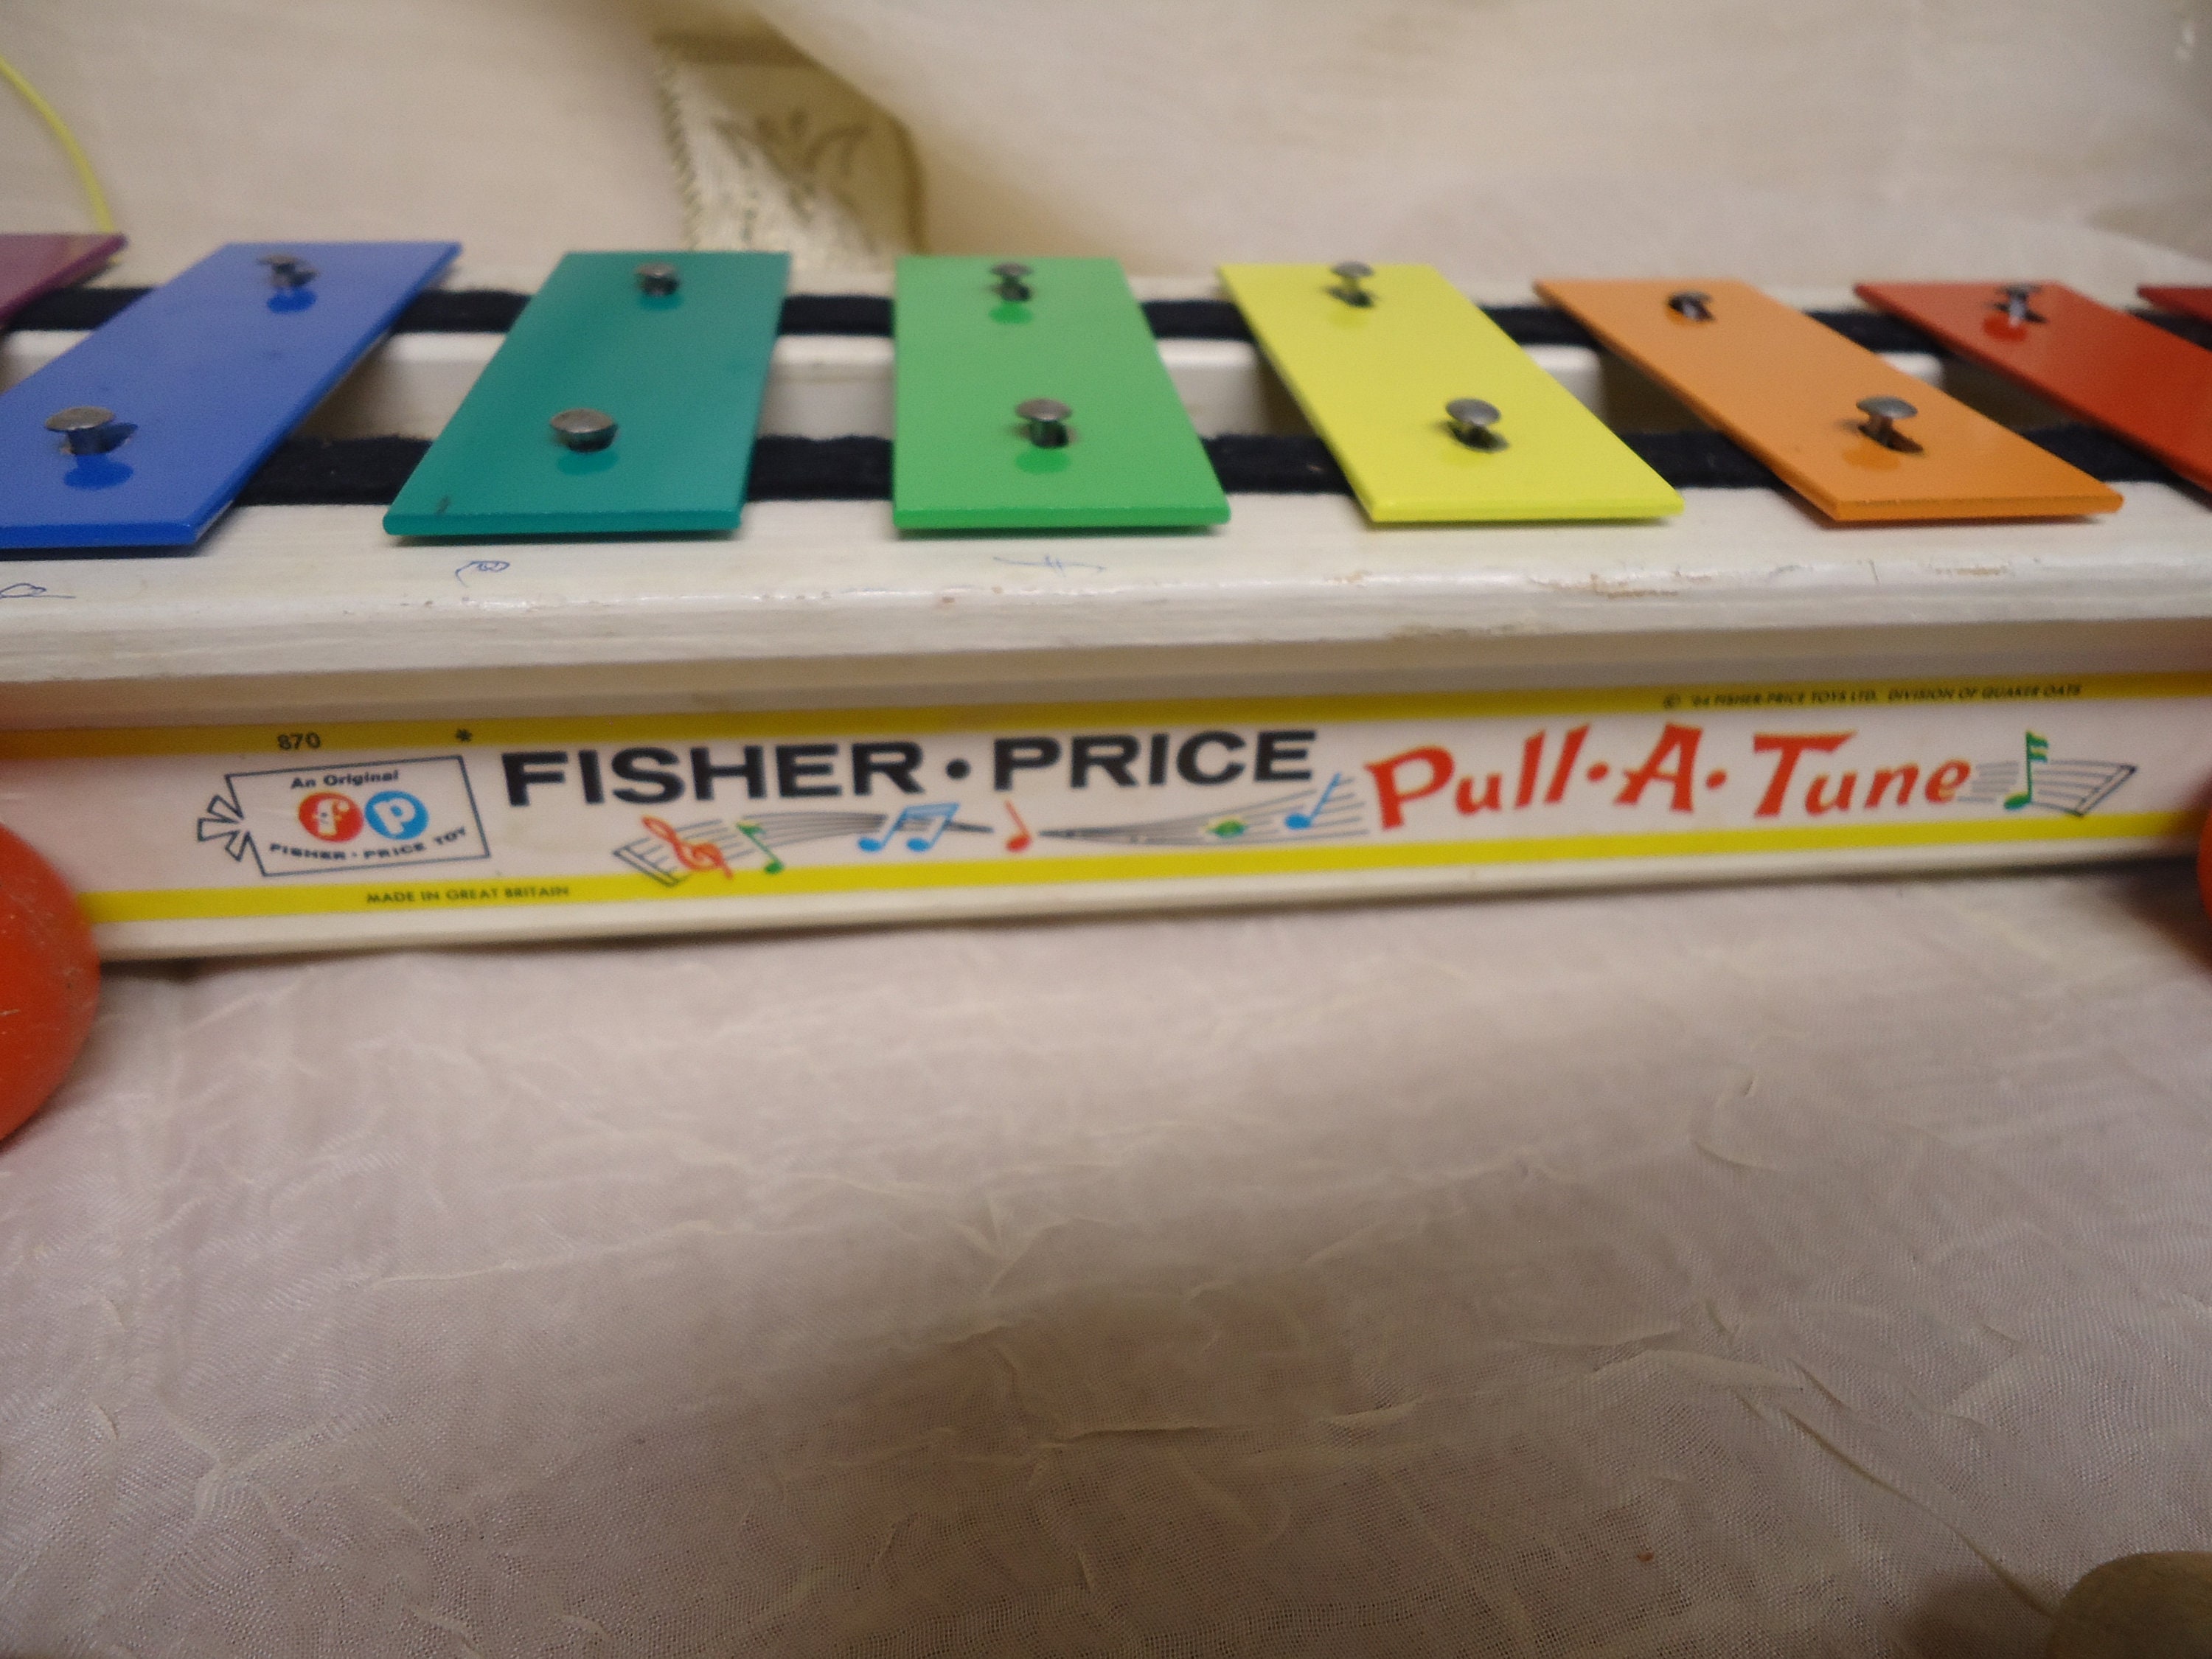 © '64 FISHER-PRICE TOYS LTD. DIVISION OF QUAKER OATS
870 *
An Original
fp
FISHER • PRICE TOY
FISHER • PRICE Pull • A • Tune
MADE IN GREAT BRITAIN